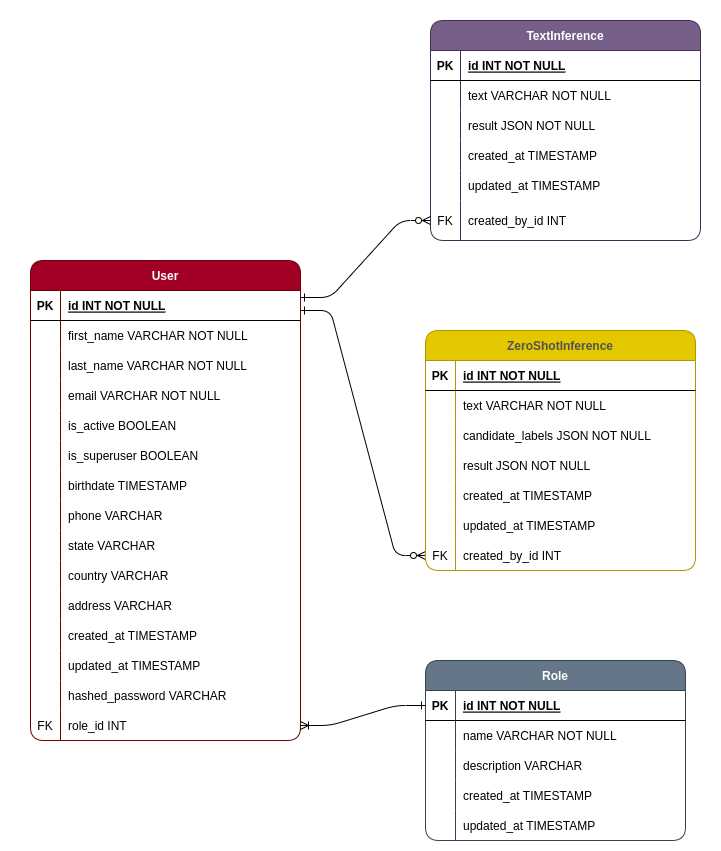 TextInference
PK id INT NOT NULL
text VARCHAR NOT NULL
result JSON NOT NULL
created_at TIMESTAMP
updated_at TIMESTAMP
FK created_by_id INT
User
PK id INT NOT NULL
first_name VARCHAR NOT NULL
last_name VARCHAR NOT NULL
email VARCHAR NOT NULL
is_active BOOLEAN
is_superuser BOOLEAN
birthdate TIMESTAMP
phone VARCHAR
state VARCHAR
country VARCHAR
address VARCHAR
created_at TIMESTAMP
updated_at TIMESTAMP
hashed_password VARCHAR
FK role_id INT
ZeroShotInference
PK id INT NOT NULL
text VARCHAR NOT NULL
candidate_labels JSON NOT NULL
result JSON NOT NULL
created_at TIMESTAMP
updated_at TIMESTAMP
FK created_by_id INT
Role
PK id INT NOT NULL
name VARCHAR NOT NULL
description VARCHAR
created_at TIMESTAMP
updated_at TIMESTAMP